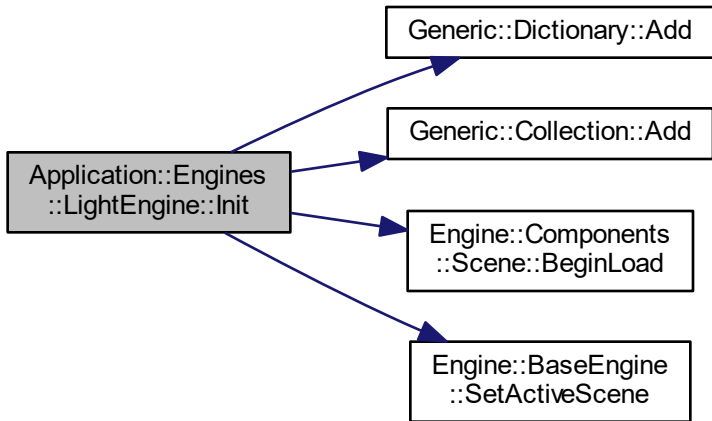 Generic::Dictionary::Add
Generic::Collection::Add
Application::Engines
::LightEngine::Init
Engine::Components
::Scene::BeginLoad
Engine::BaseEngine
::SetActiveScene